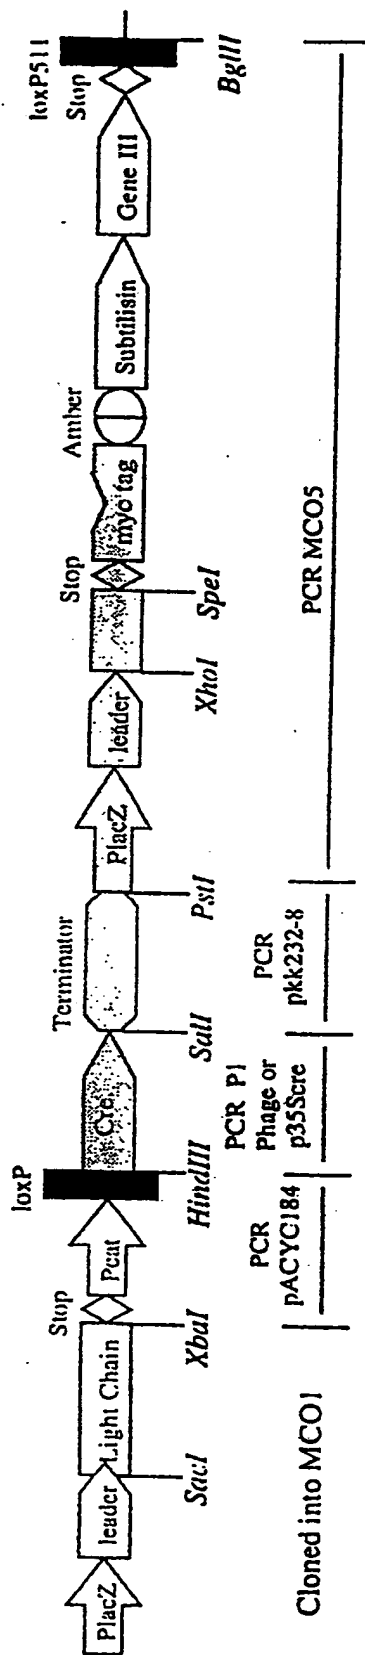 PlacZ
leader
Light Chain
Stop
Pcat
loxP
Cre
Terminator
PlacZ
leader
Stop
myc tag
Amber
Subtilisin
Gene III
Stop
loxP511
SacI
XbaI
HindIII
SalI
PstI
XhoI
SpeI
BglII
Cloned into MCO1
PCR
pACYC184
PCR P1
Phage or
p35Scre
PCR
pkk232-8
PCR MCO5